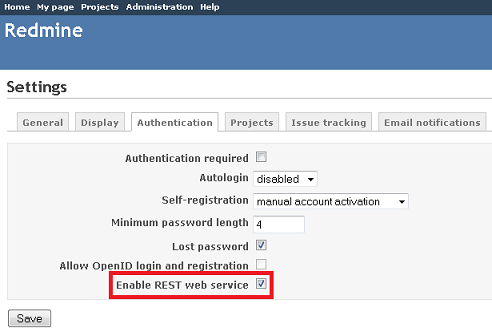 Home My page Projects Administration Help
Redmine
Settings
General Display Authentication Projects Issue tracking Email notifications
Authentication required
Autologin disabled
Self-registration manual account activation
Minimum password length 4
Lost password
Allow OpenID login and registration
Enable REST web service
Save